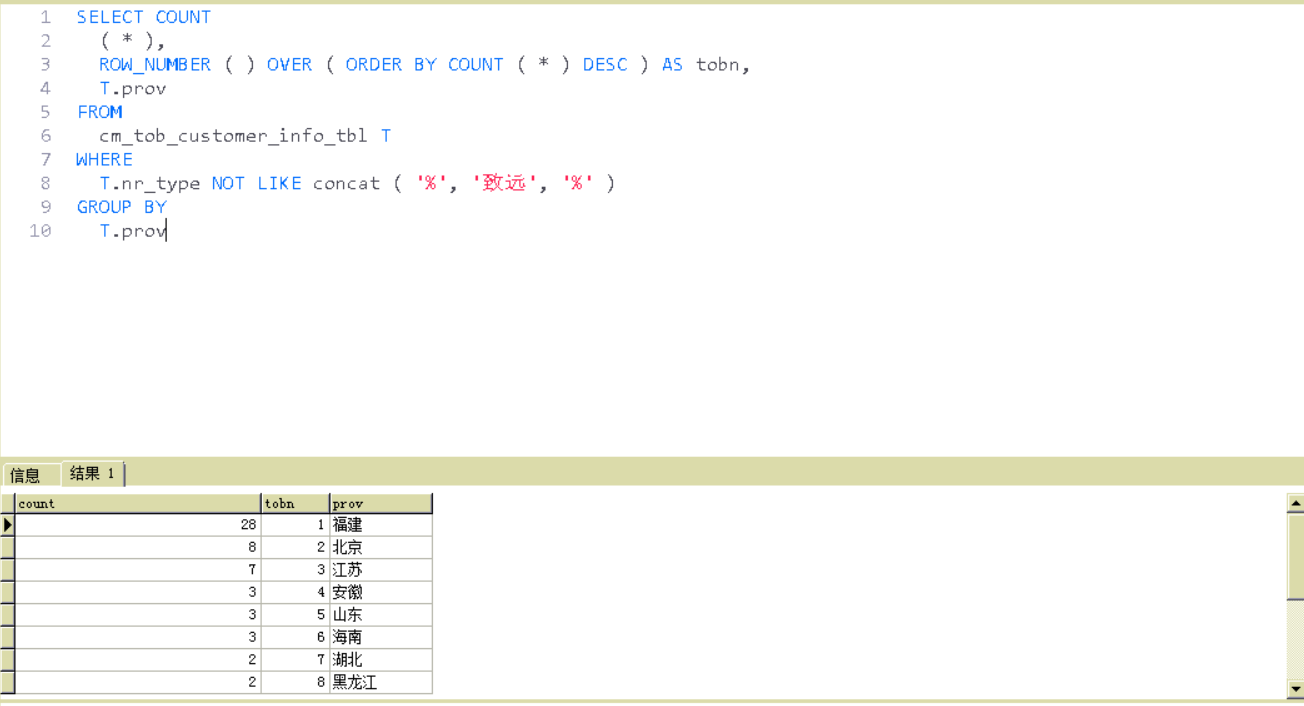 1 SELECT COUNT
2 ( * ),
3 ROW_NUMBER ( ) OVER ( ORDER BY COUNT ( * ) DESC ) AS tobn,
4 T.prov
5 FROM
6 cm_tob_customer_info_tbl T
7 WHERE
8 T.nr_type NOT LIKE concat ( '%', '致远', '%' )
9 GROUP BY
10 T.prov
信息 结果 1
count tobn prov
28 1 福建
8 2 北京
7 3 江苏
3 4 安徽
3 5 山东
3 6 海南
2 7 湖北
2 8 黑龙江